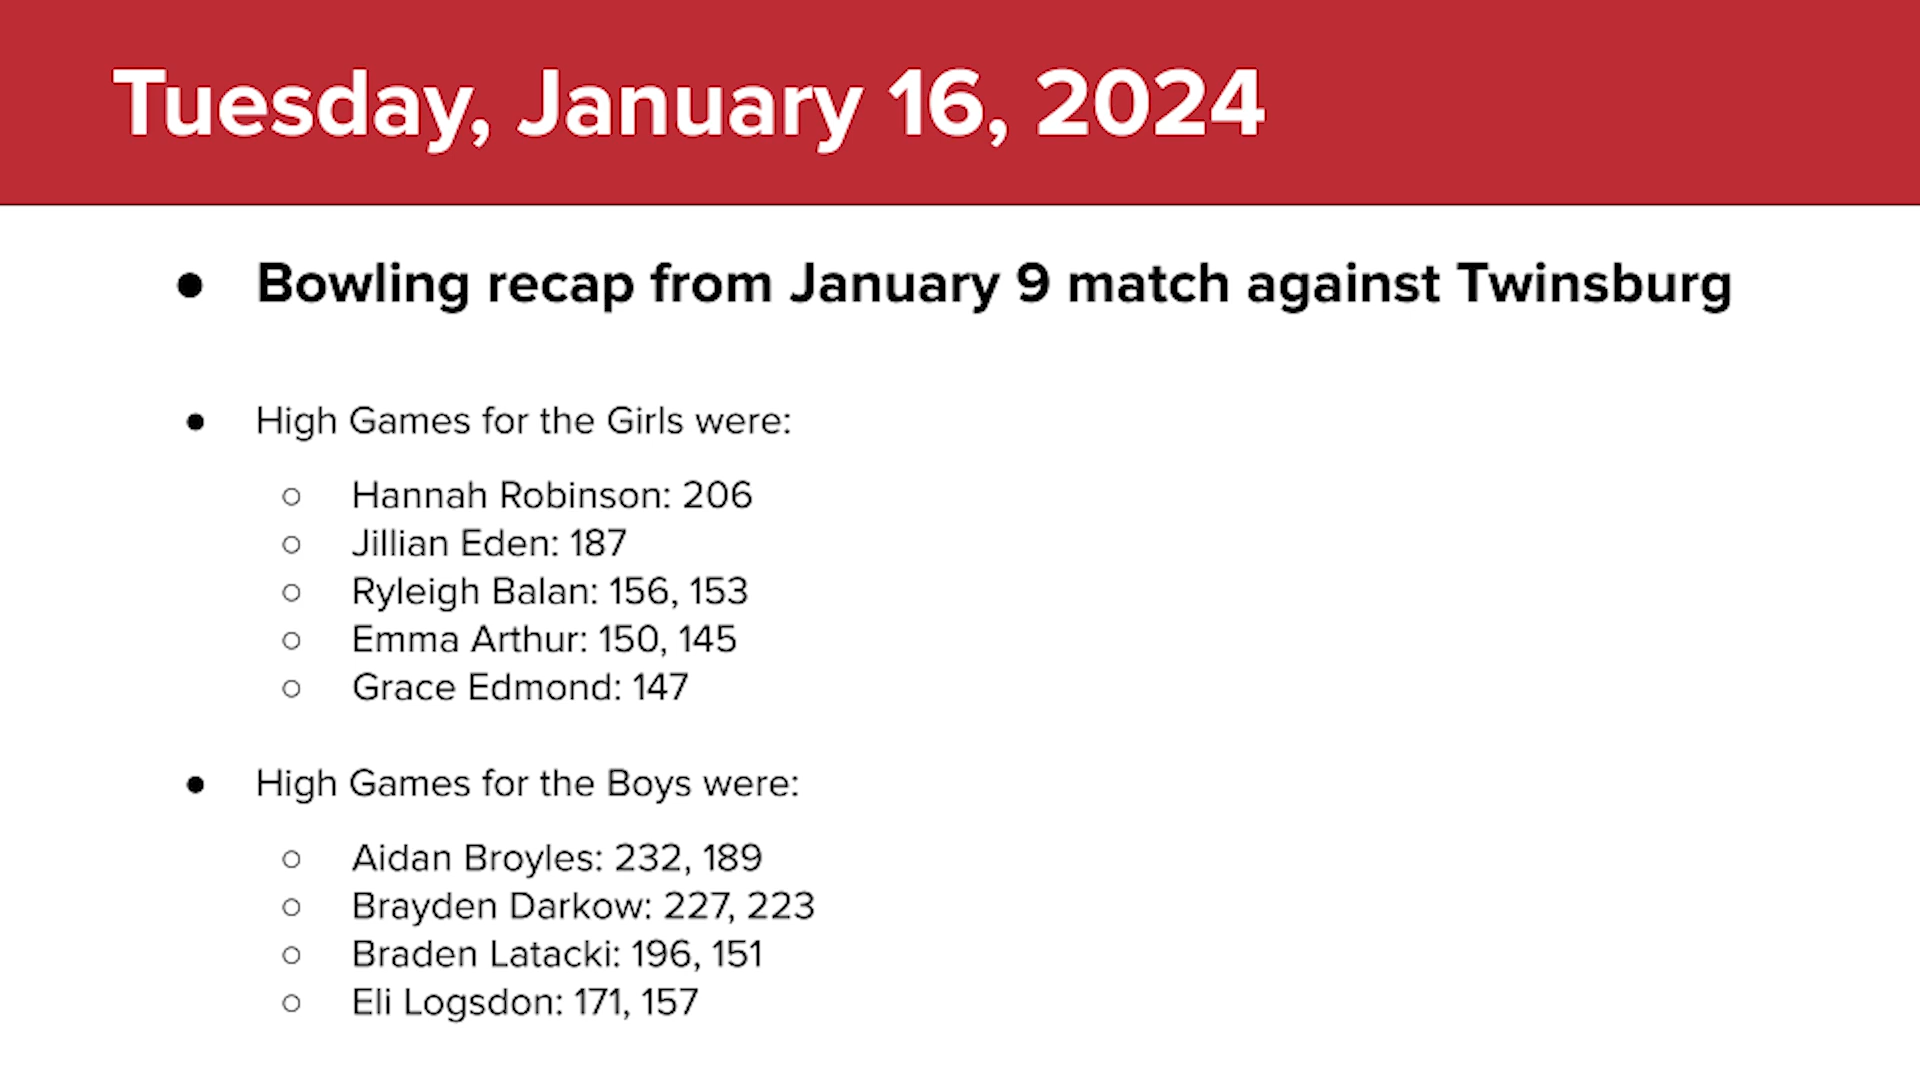 Tuesday, January 16, 2024
● Bowling recap from January 9 match against Twinsburg
● High Games for the Girls were:
○ Hannah Robinson: 206
○ Jillian Eden: 187
○ Ryleigh Balan: 156, 153
○ Emma Arthur: 150, 145
○ Grace Edmond: 147
● High Games for the Boys were:
○ Aidan Broyles: 232, 189
○ Brayden Darkow: 227, 223
○ Braden Latacki: 196, 151
○ Eli Logsdon: 171, 157